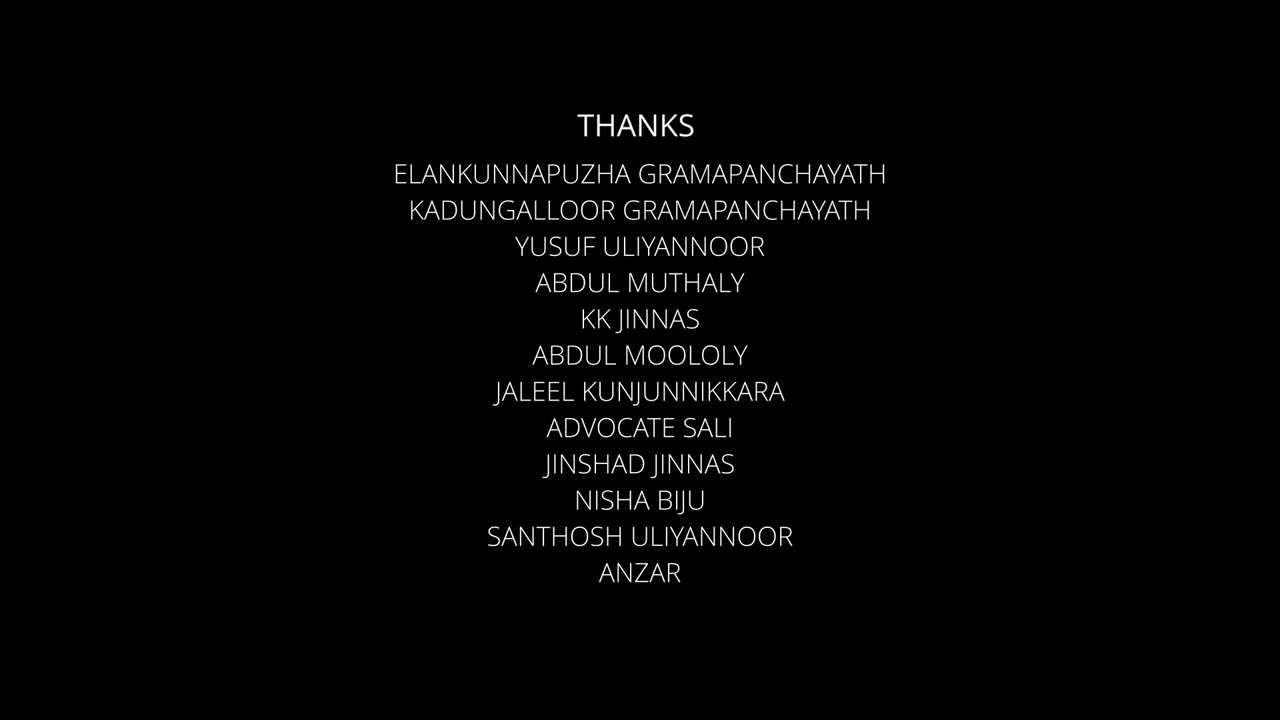 THANKS
ELANKUNNAPUZHA GRAMAPANCHAYATH
KADUNGALLOOR GRAMAPANCHAYATH
YUSUF ULIYANNOOR
ABDUL MUTHALY
KK JINNAS
ABDUL MOOLOLY
JALEEL KUNJUNNIKKARA
ADVOCATE SALI
JINSHAD JINNAS
NISHA BIJU
SANTHOSH ULIYANNOOR
ANZAR